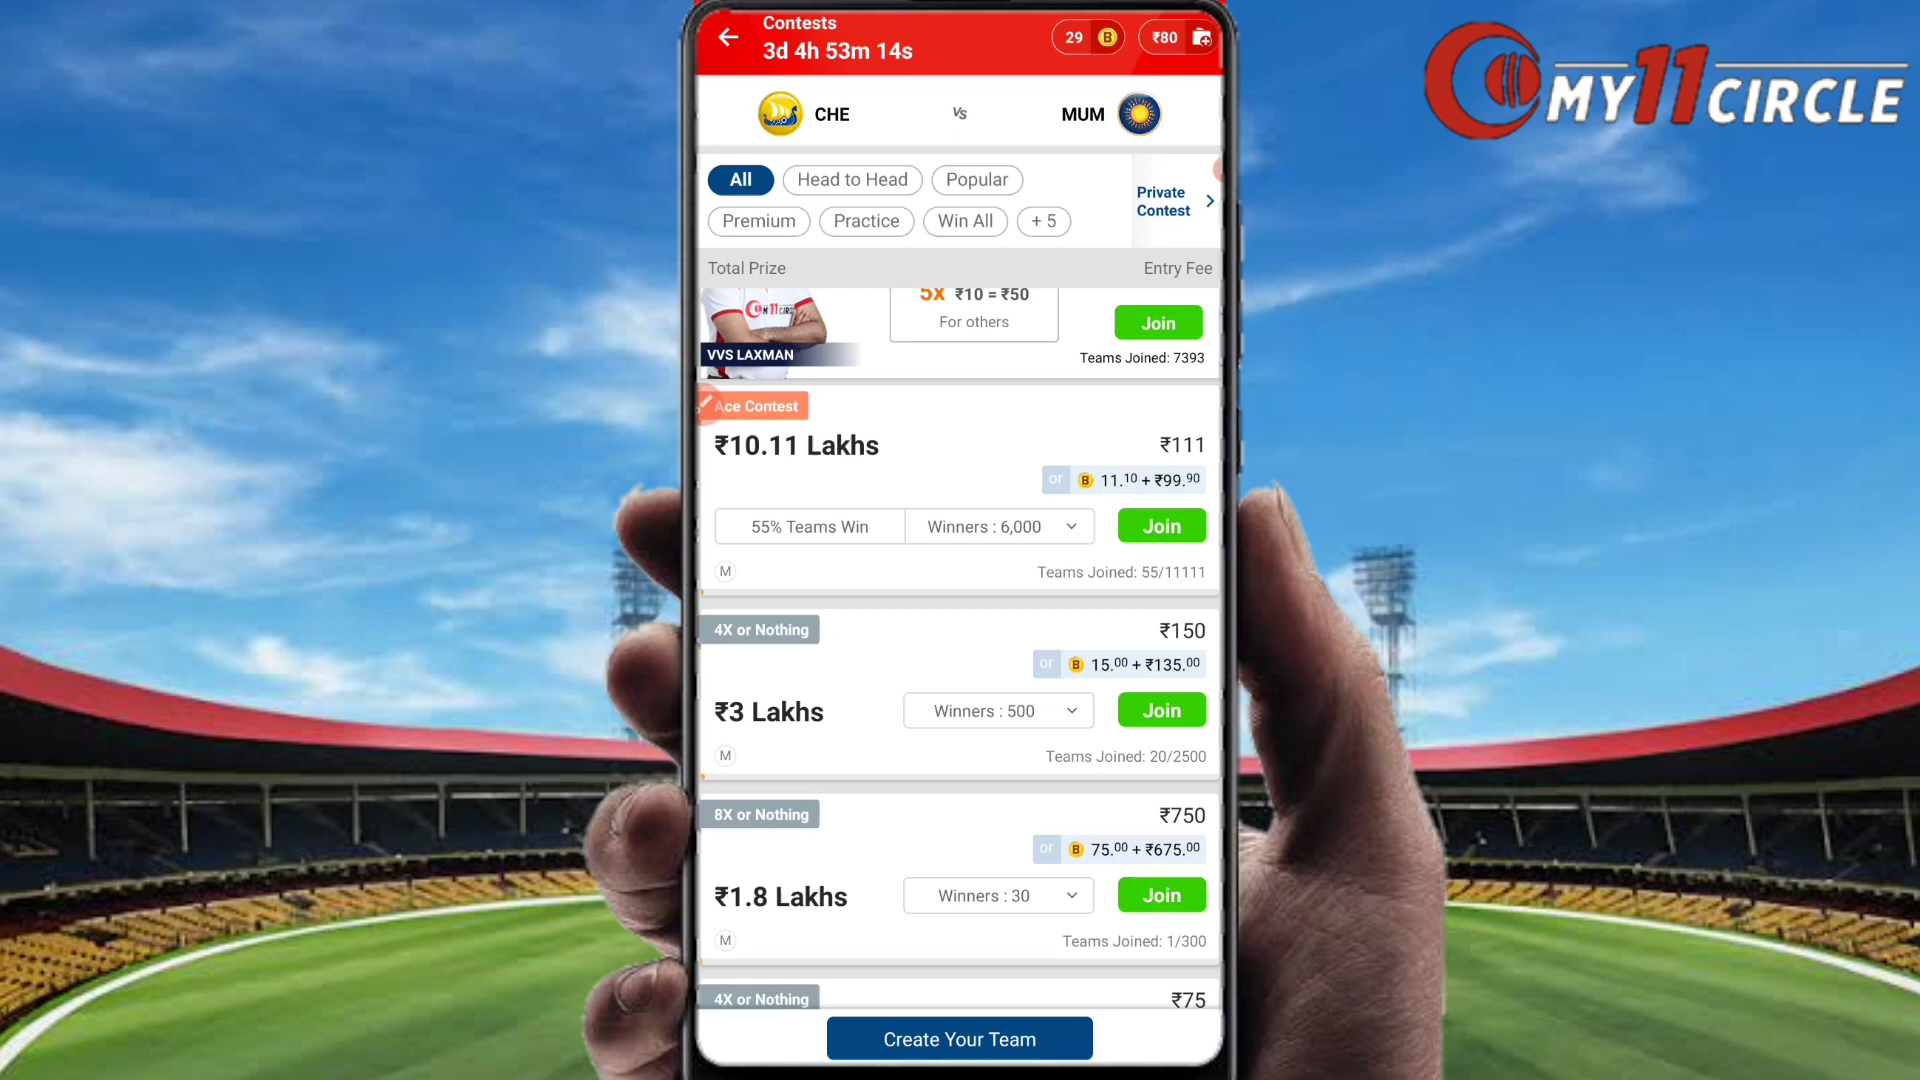 Contests
3d 4h 53m 14s
29 B
₹80
MY11CIRCLE
CHE
Vs
MUM
All
Head to Head
Popular
Private
Contest
Premium
Practice
Win All
+ 5
Total Prize
Entry Fee
5X ₹10 = ₹50
For others
Join
MY11CIRC
VVS LAXMAN
Teams Joined: 7393
Ace Contest
₹10.11 Lakhs
₹111
or B 11.10 + ₹99.90
55% Teams Win
Winners : 6,000
Join
M
Teams Joined: 55/11111
4X or Nothing
₹150
or B 15.00 + ₹135.00
₹3 Lakhs
Winners : 500
Join
M
Teams Joined: 20/2500
8X or Nothing
₹750
or B 75.00 + ₹675.00
₹1.8 Lakhs
Winners : 30
Join
M
Teams Joined: 1/300
4X or Nothing
₹75
Create Your Team